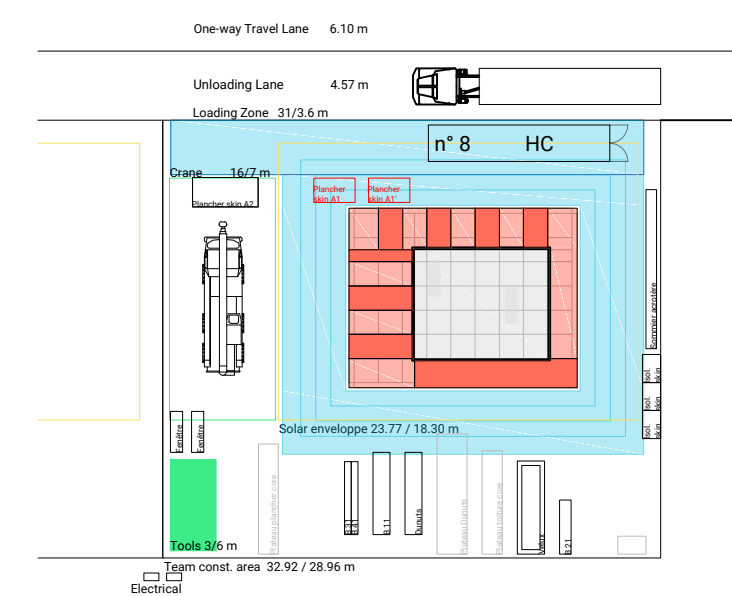 One-way Travel Lane 6.10 m
Unloading Lane 4.57 m
Loading Zone 31/3.6 m
n° 8 HC
Crane 16/7 m
Plancher skin A2
Plancher
skin A1
Plancher
skin A1'
Sommier acrotère
Isol. skin
Isol. skin
Isol. skin
Fenêtre
Fenêtre
Solar enveloppe 23.77 / 18.30 m
Plateau plancher core
B 31
B 41
B 11
Dunuts
Plateau Dunuts
Plateau toiture core
Velux
B 21
Tools 3/6 m
Team const. area 32.92 / 28.96 m
Electrical